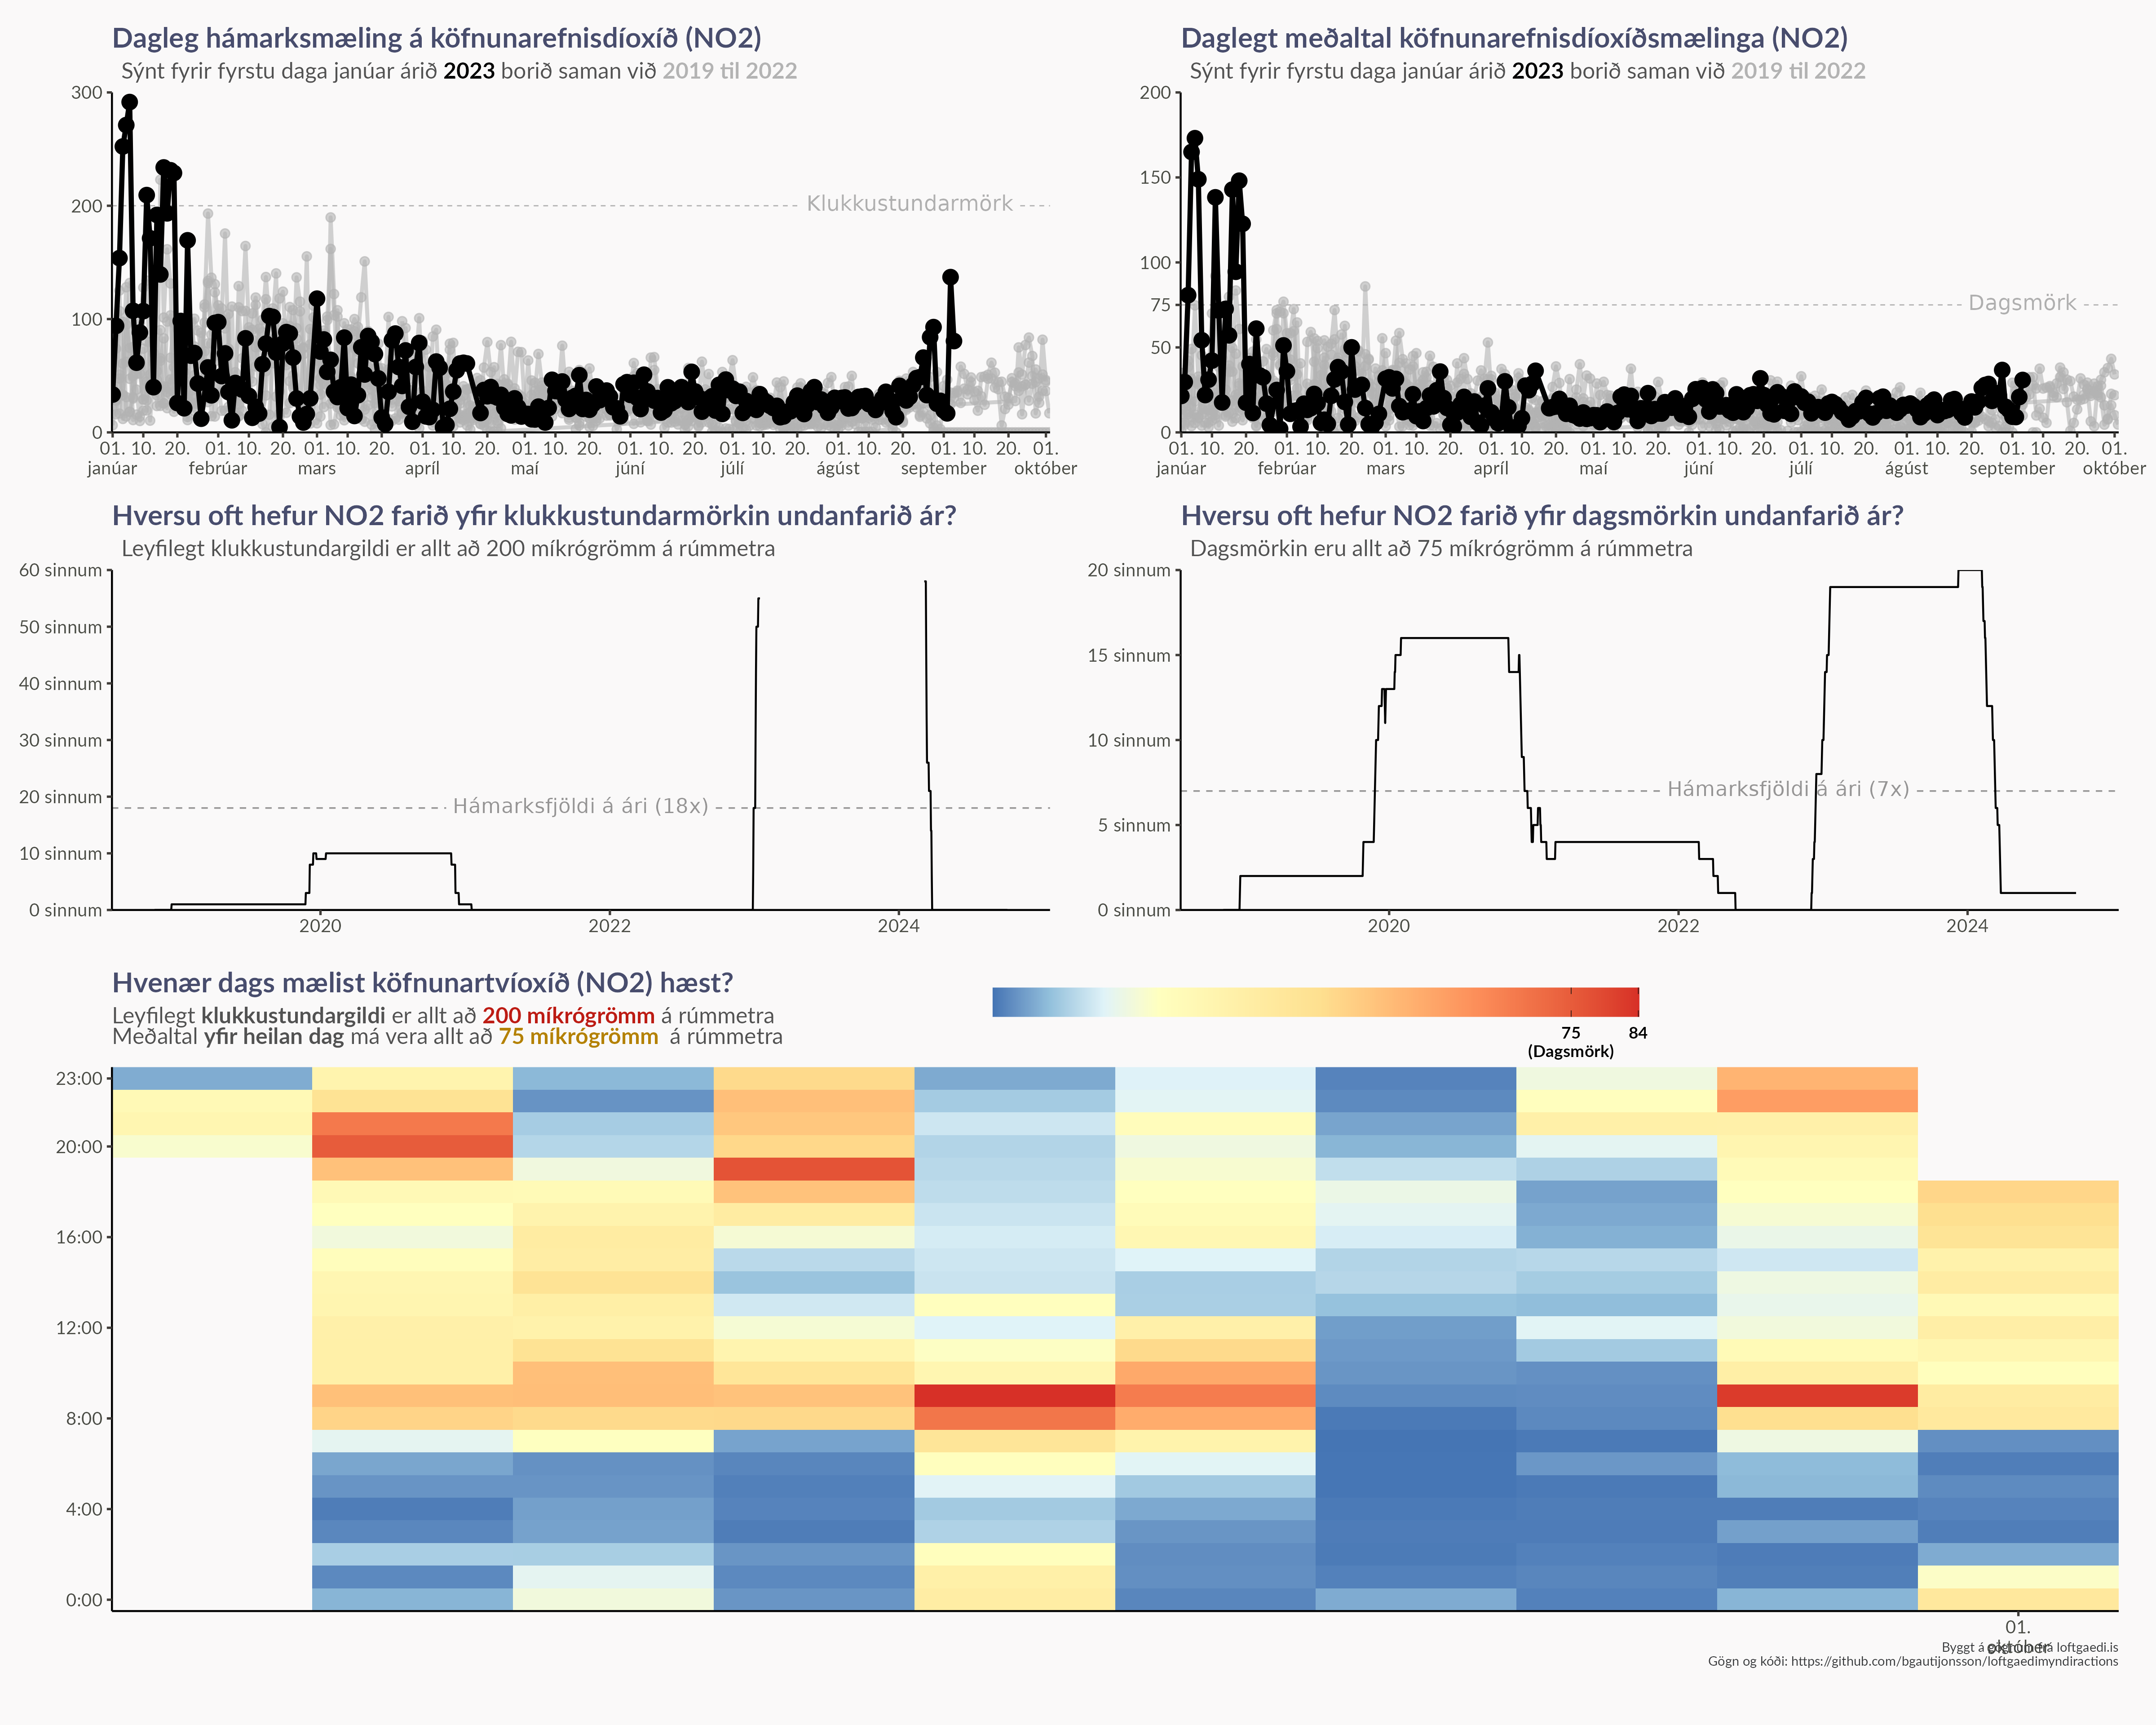 Dagleg hámarksmæling á köfnunarefnisdíoxíð (NO2)
Sýnt fyrir fyrstu daga janúar árið 2023 borið saman við 2019 til 2022
300
200
100
0
Klukkustundarmörk
01. 10. 20. 01. 10. 20. 01. 10. 20. 01. 10. 20. 01. 10. 20. 01. 10. 20. 01. 10. 20. 01. 10. 20. 01. 10. 20. 01.
janúar febrúar mars apríl maí júní júlí ágúst september október
Daglegt meðaltal köfnunarefnisdíoxíðsmælinga (NO2)
Sýnt fyrir fyrstu daga janúar árið 2023 borið saman við 2019 til 2022
200
150
100
75
50
0
Dagsmörk
01. 10. 20. 01. 10. 20. 01. 10. 20. 01. 10. 20. 01. 10. 20. 01. 10. 20. 01. 10. 20. 01. 10. 20. 01. 10. 20. 01.
janúar febrúar mars apríl maí júní júlí ágúst september október
Hversu oft hefur NO2 farið yfir klukkustundarmörkin undanfarið ár?
Leyfilegt klukkustundargildi er allt að 200 míkrógrömm á rúmmetra
60 sinnum
50 sinnum
40 sinnum
30 sinnum
20 sinnum
10 sinnum
0 sinnum
Hámarksfjöldi á ári (18x)
2020 2022 2024
Hversu oft hefur NO2 farið yfir dagsmörkin undanfarið ár?
Dagsmörkin eru allt að 75 míkrógrömm á rúmmetra
20 sinnum
15 sinnum
10 sinnum
5 sinnum
0 sinnum
Hámarksfjöldi á ári (7x)
2020 2022 2024
Hvenær dags mælist köfnunartvíoxíð (NO2) hæst?
Leyfilegt klukkustundargildi er allt að 200 míkrógrömm á rúmmetra
Meðaltal yfir heilan dag má vera allt að 75 míkrógrömm á rúmmetra
75 84
(Dagsmörk)
23:00
20:00
16:00
12:00
8:00
4:00
0:00
01.
október
Byggt á gögnum frá loftgaedi.is
Gögn og kóði: https://github.com/bgautijonsson/loftgaedimyndiractions